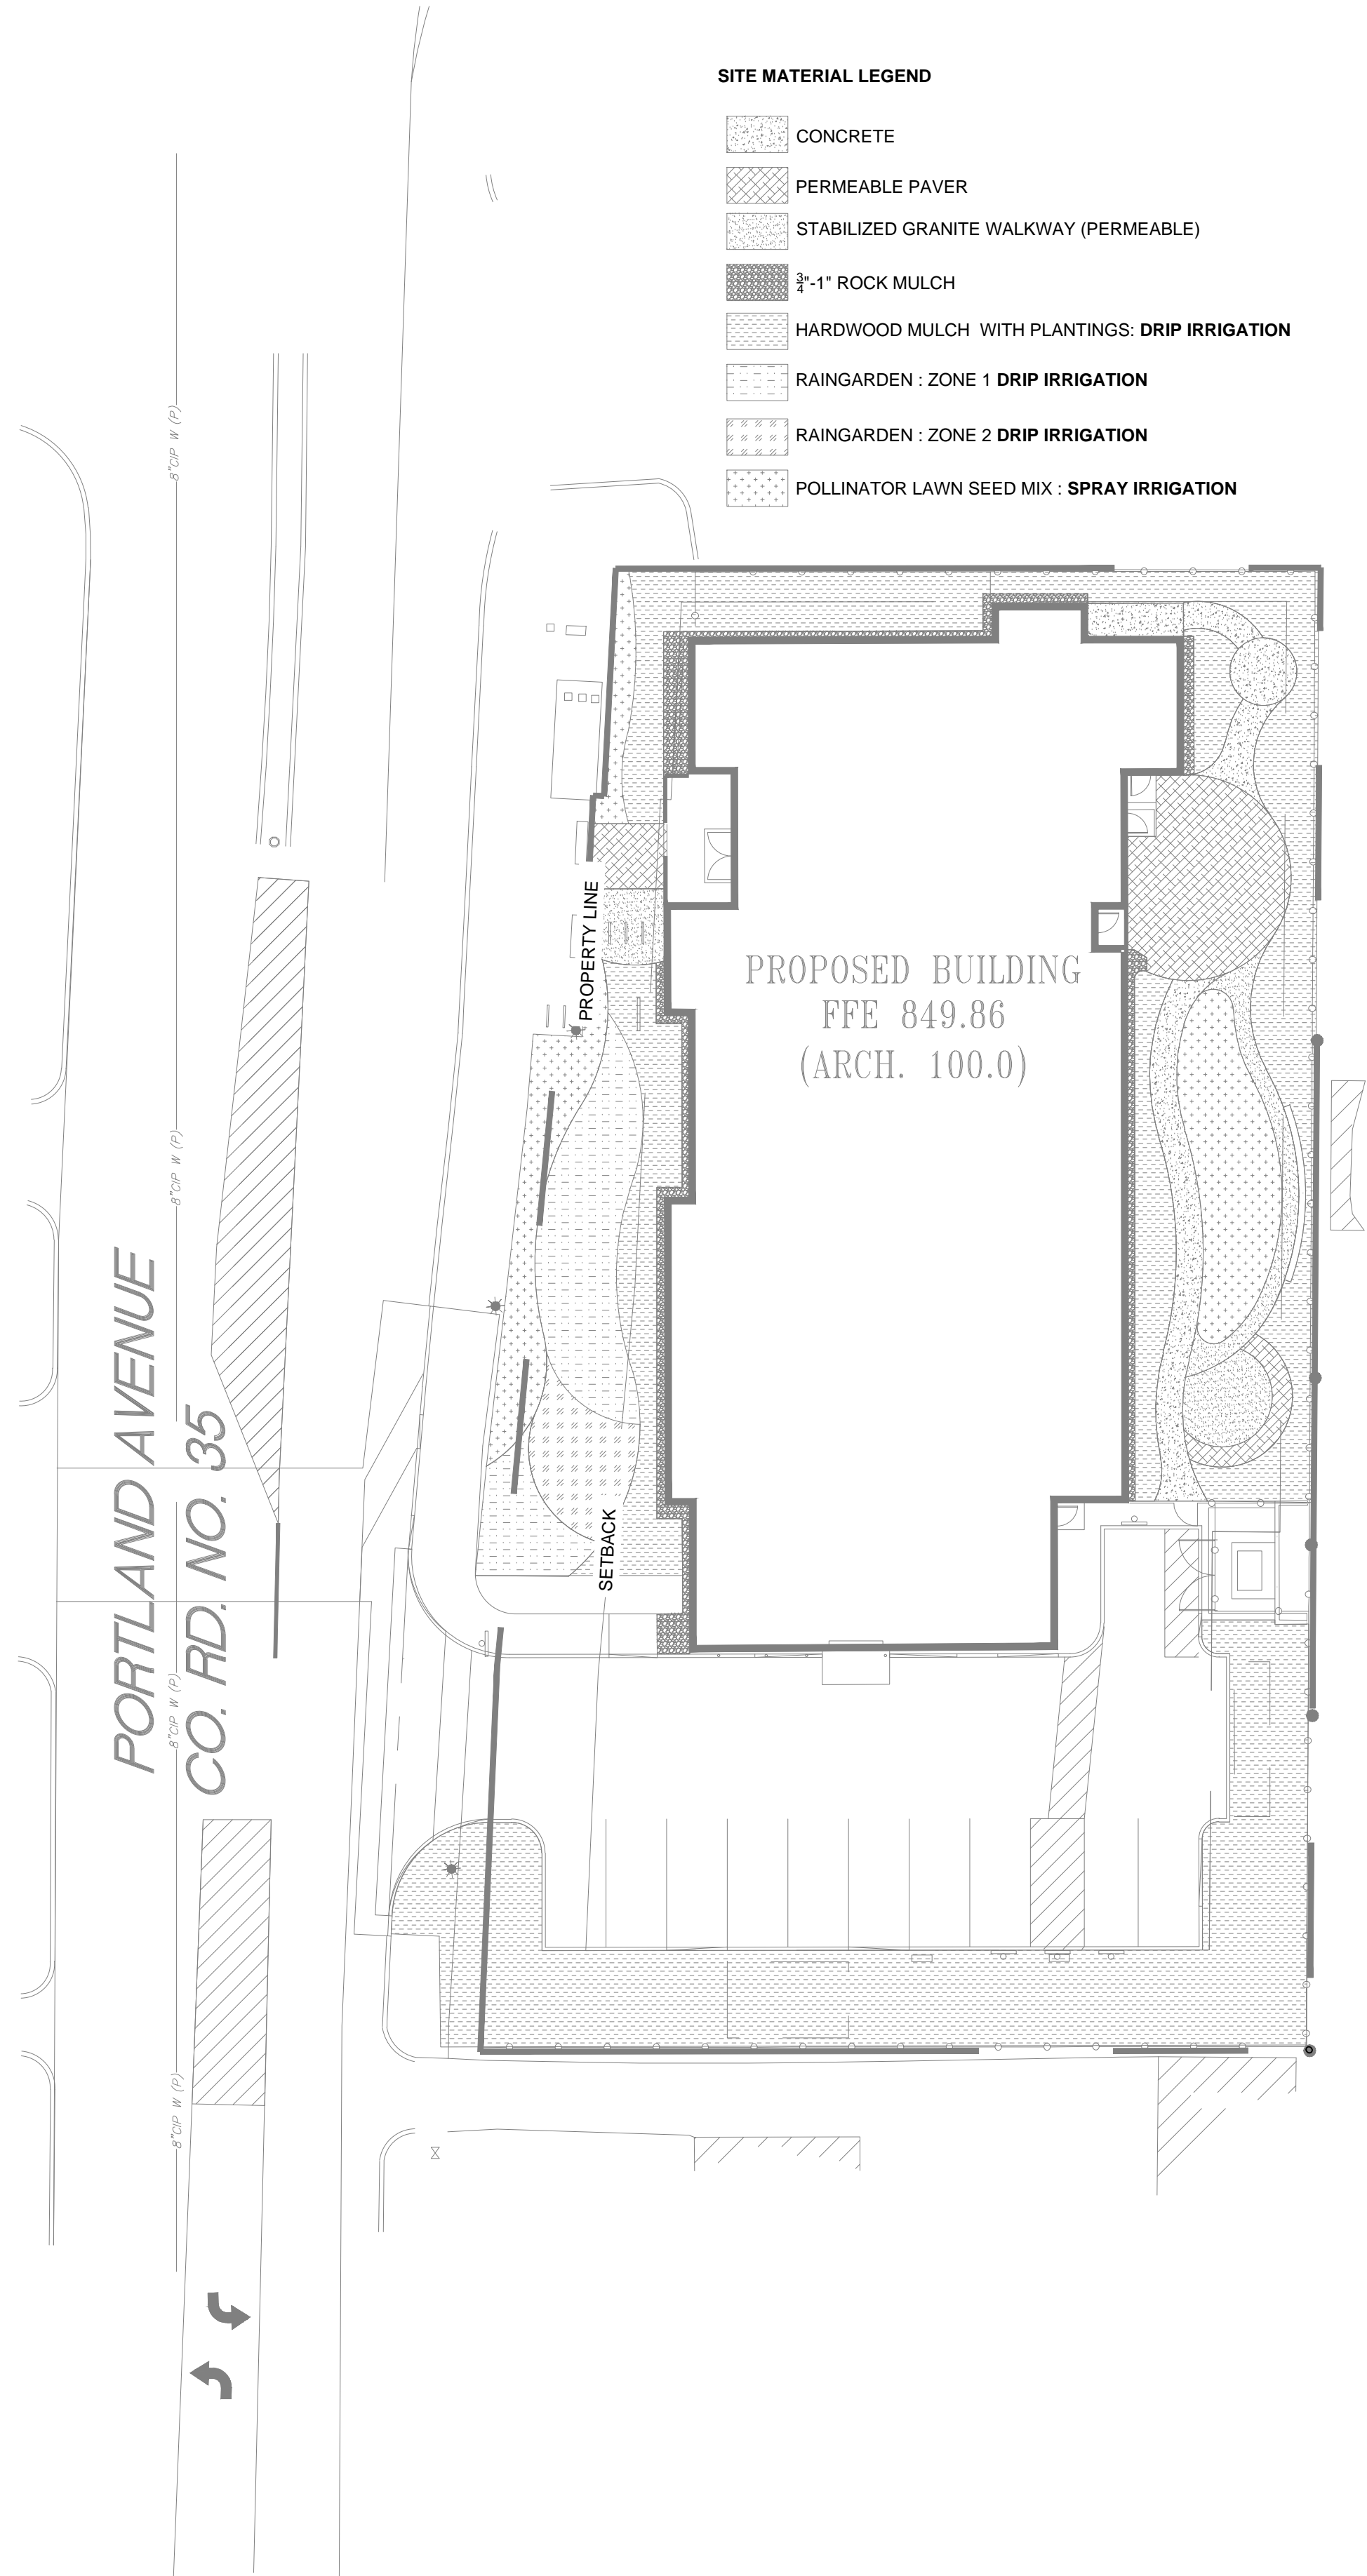 SITE MATERIAL LEGEND
CONCRETE
PERMEABLE PAVER
STABILIZED GRANITE WALKWAY (PERMEABLE)
3/4"-1" ROCK MULCH
HARDWOOD MULCH WITH PLANTINGS: DRIP IRRIGATION
RAINGARDEN : ZONE 1 DRIP IRRIGATION
RAINGARDEN : ZONE 2 DRIP IRRIGATION
POLLINATOR LAWN SEED MIX : SPRAY IRRIGATION
8"CIP W (P)
PROPERTY LINE
PROPOSED BUILDING
FFE 849.86
(ARCH. 100.0)
8"CIP W (P)
PORTLAND AVENUE
CO. RD. NO. 35
SETBACK
8"CIP W (P)
8"CIP W (P)